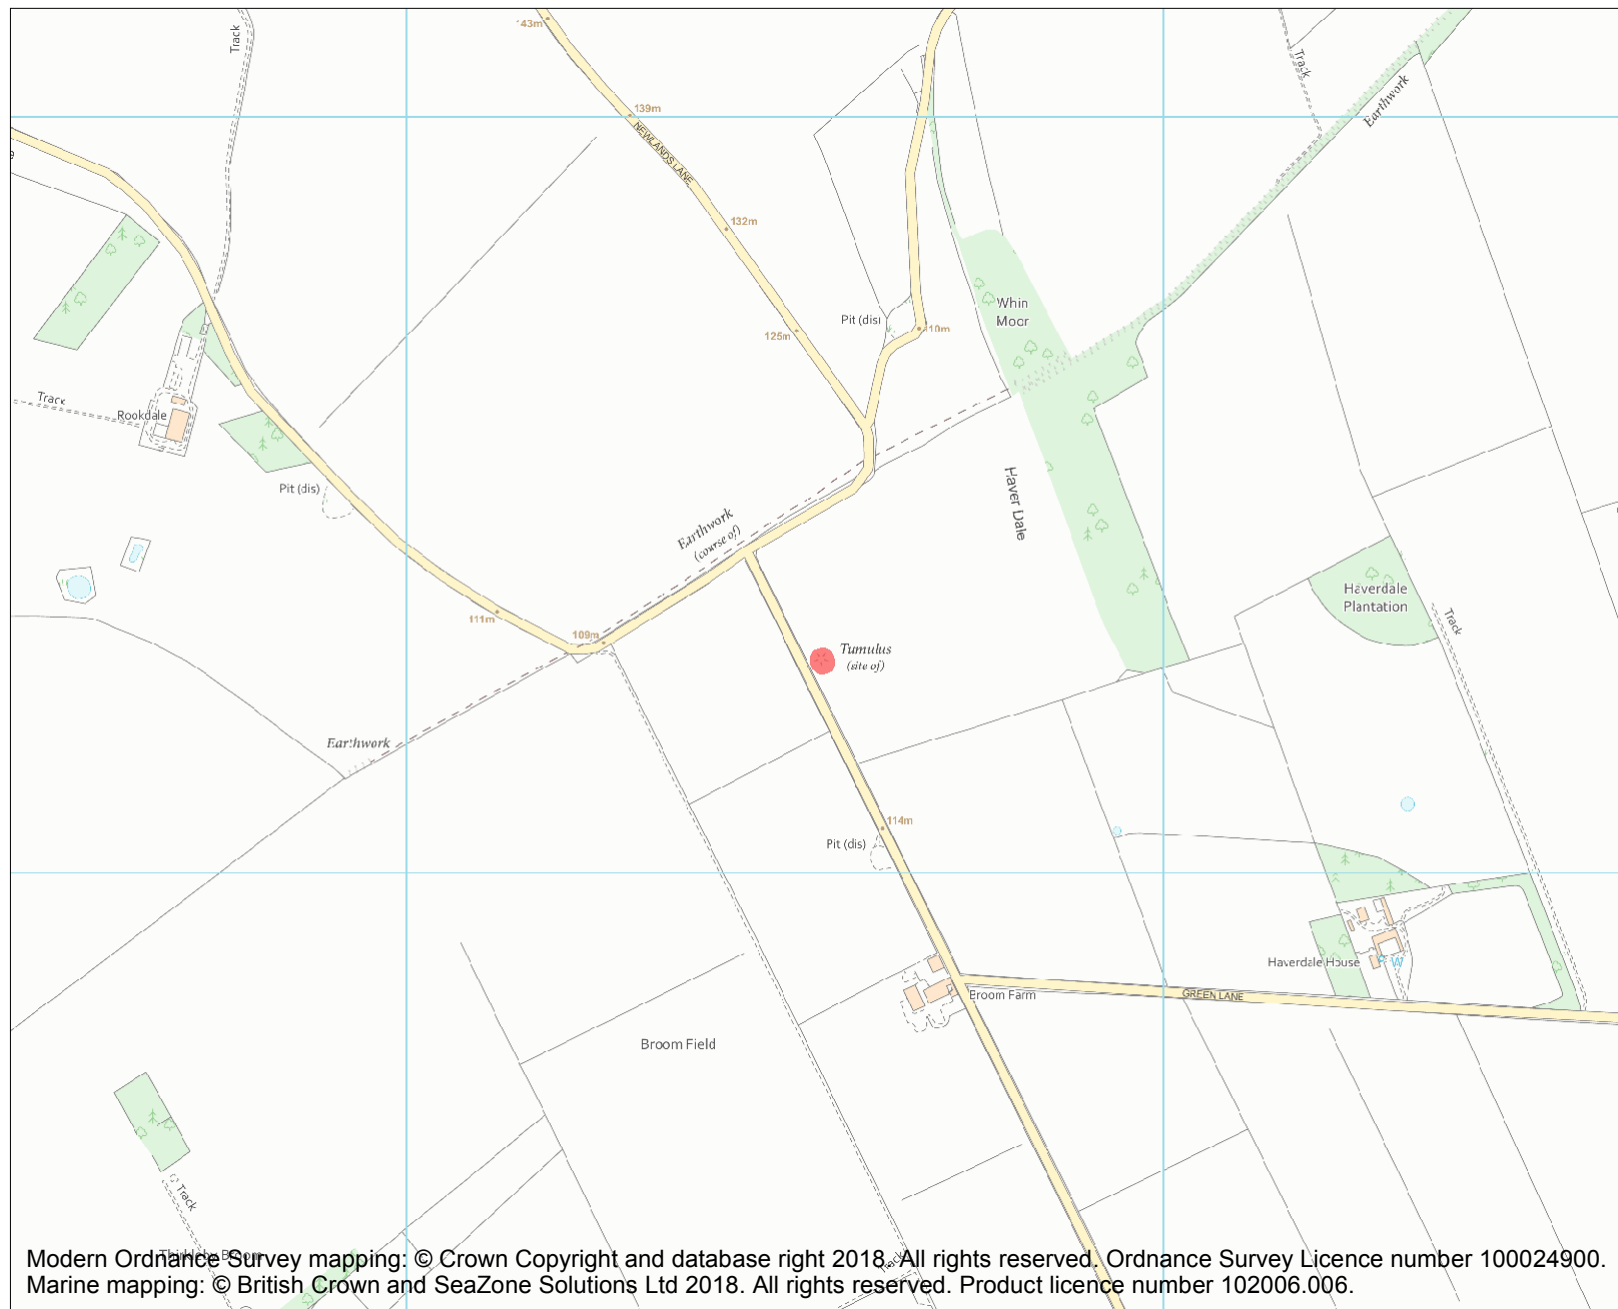 143m
Track
Track
Earthwork
139m
NEWLANDS LANE
132m
125m
Pit (dis)
110m
Whin
Moor
Track
Rookdale
Pit (dis)
Haver Dale
Earthwork
(course of)
Haverdale
Plantation
Track
111m
109m
Tumulus
(site of)
Earthwork
114m
Pit (dis)
Haverdale House
W
Broom Farm
GREEN LANE
Broom Field
Track
Thirkleby Broom
Track
Modern Ordnance Survey mapping: © Crown Copyright and database right 2018. All rights reserved. Ordnance Survey Licence number 100024900.
Marine mapping: © British Crown and SeaZone Solutions Ltd 2018. All rights reserved. Product licence number 102006.006.